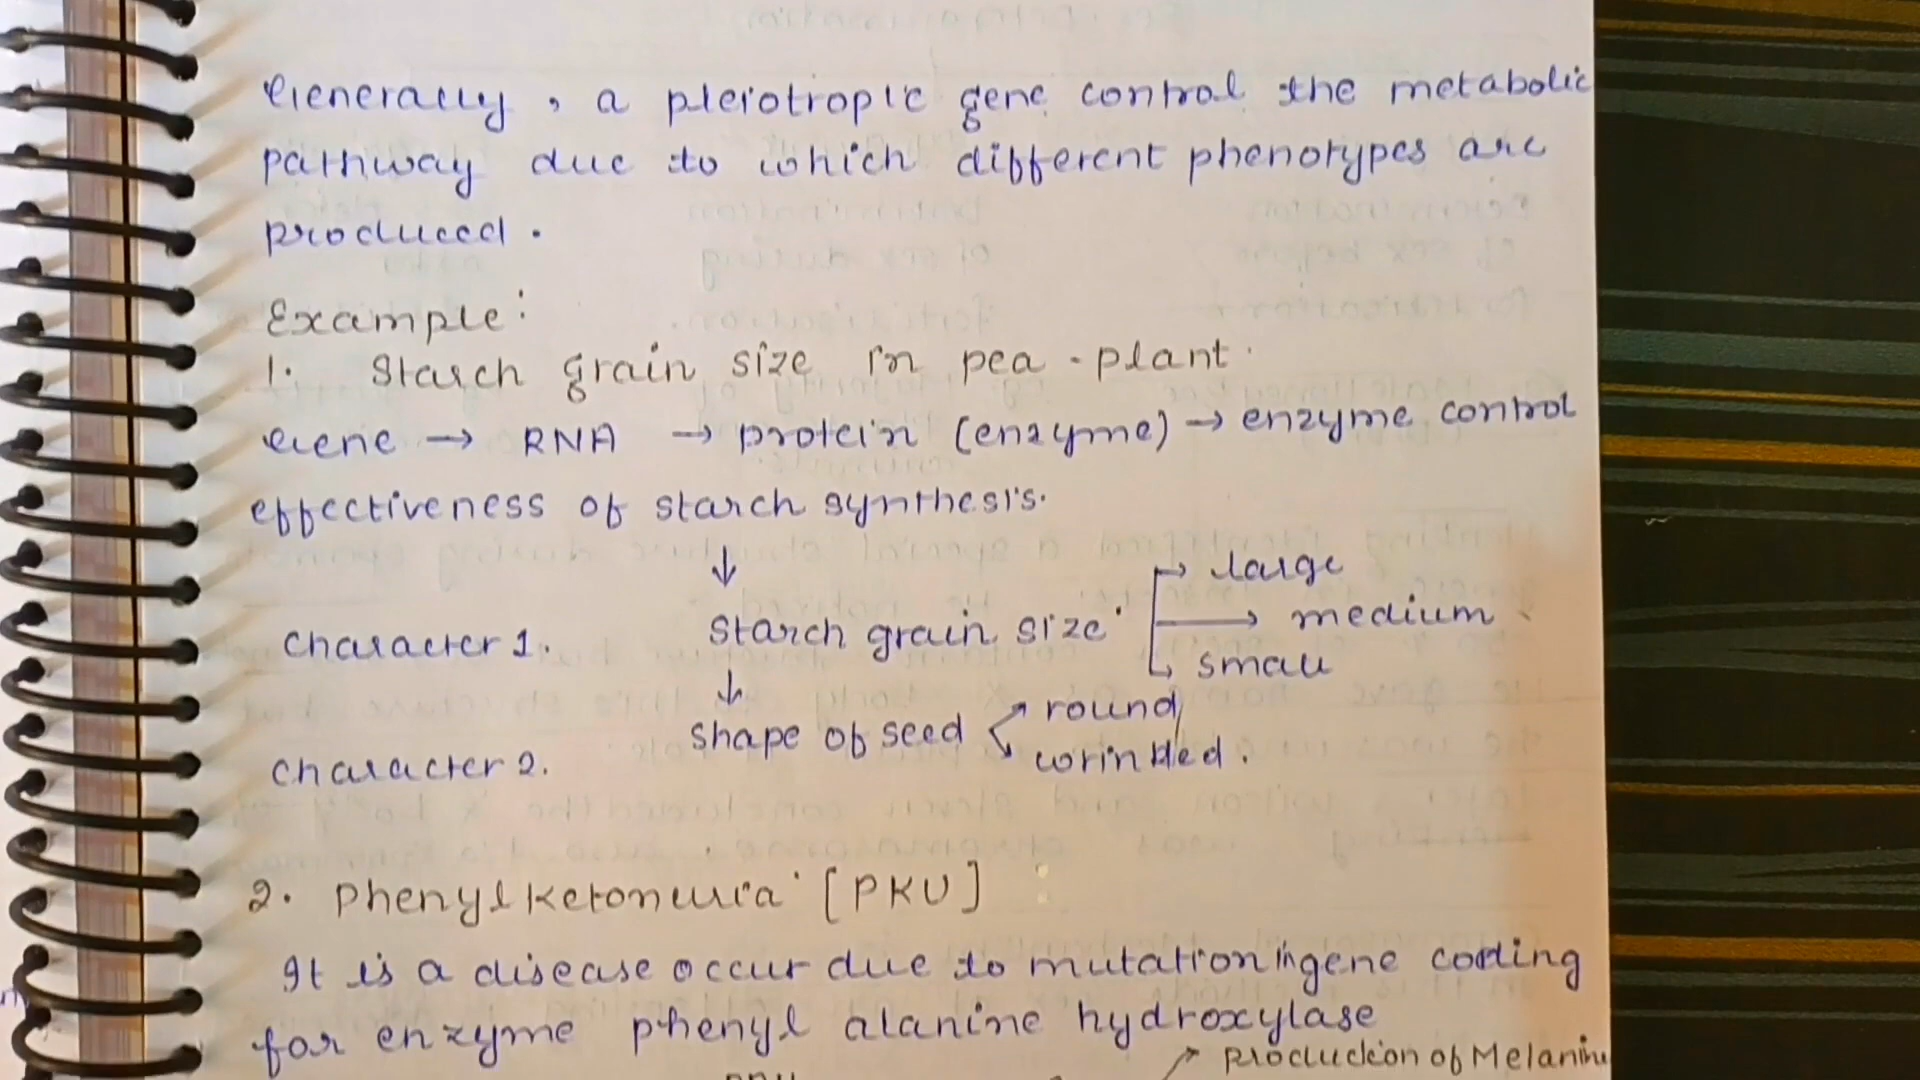 Generally, a pleiotropic gene control the metabolic
pathway due to which different phenotypes are
produced.
Example:
1. Starch grain size in pea-plant.
Gene → RNA → protein (enzyme) → enzyme control
effectiveness of starch synthesis.
↓
Character 1. Starch grain size → large
→ medium
→ small
↓
Character 2. shape of seed round
wrinkled.
2. Phenylketonuria [PKU] :
It is a disease occur due to mutation in gene coding
for enzyme phenyl alanine hydroxylase
→ production of Melanin